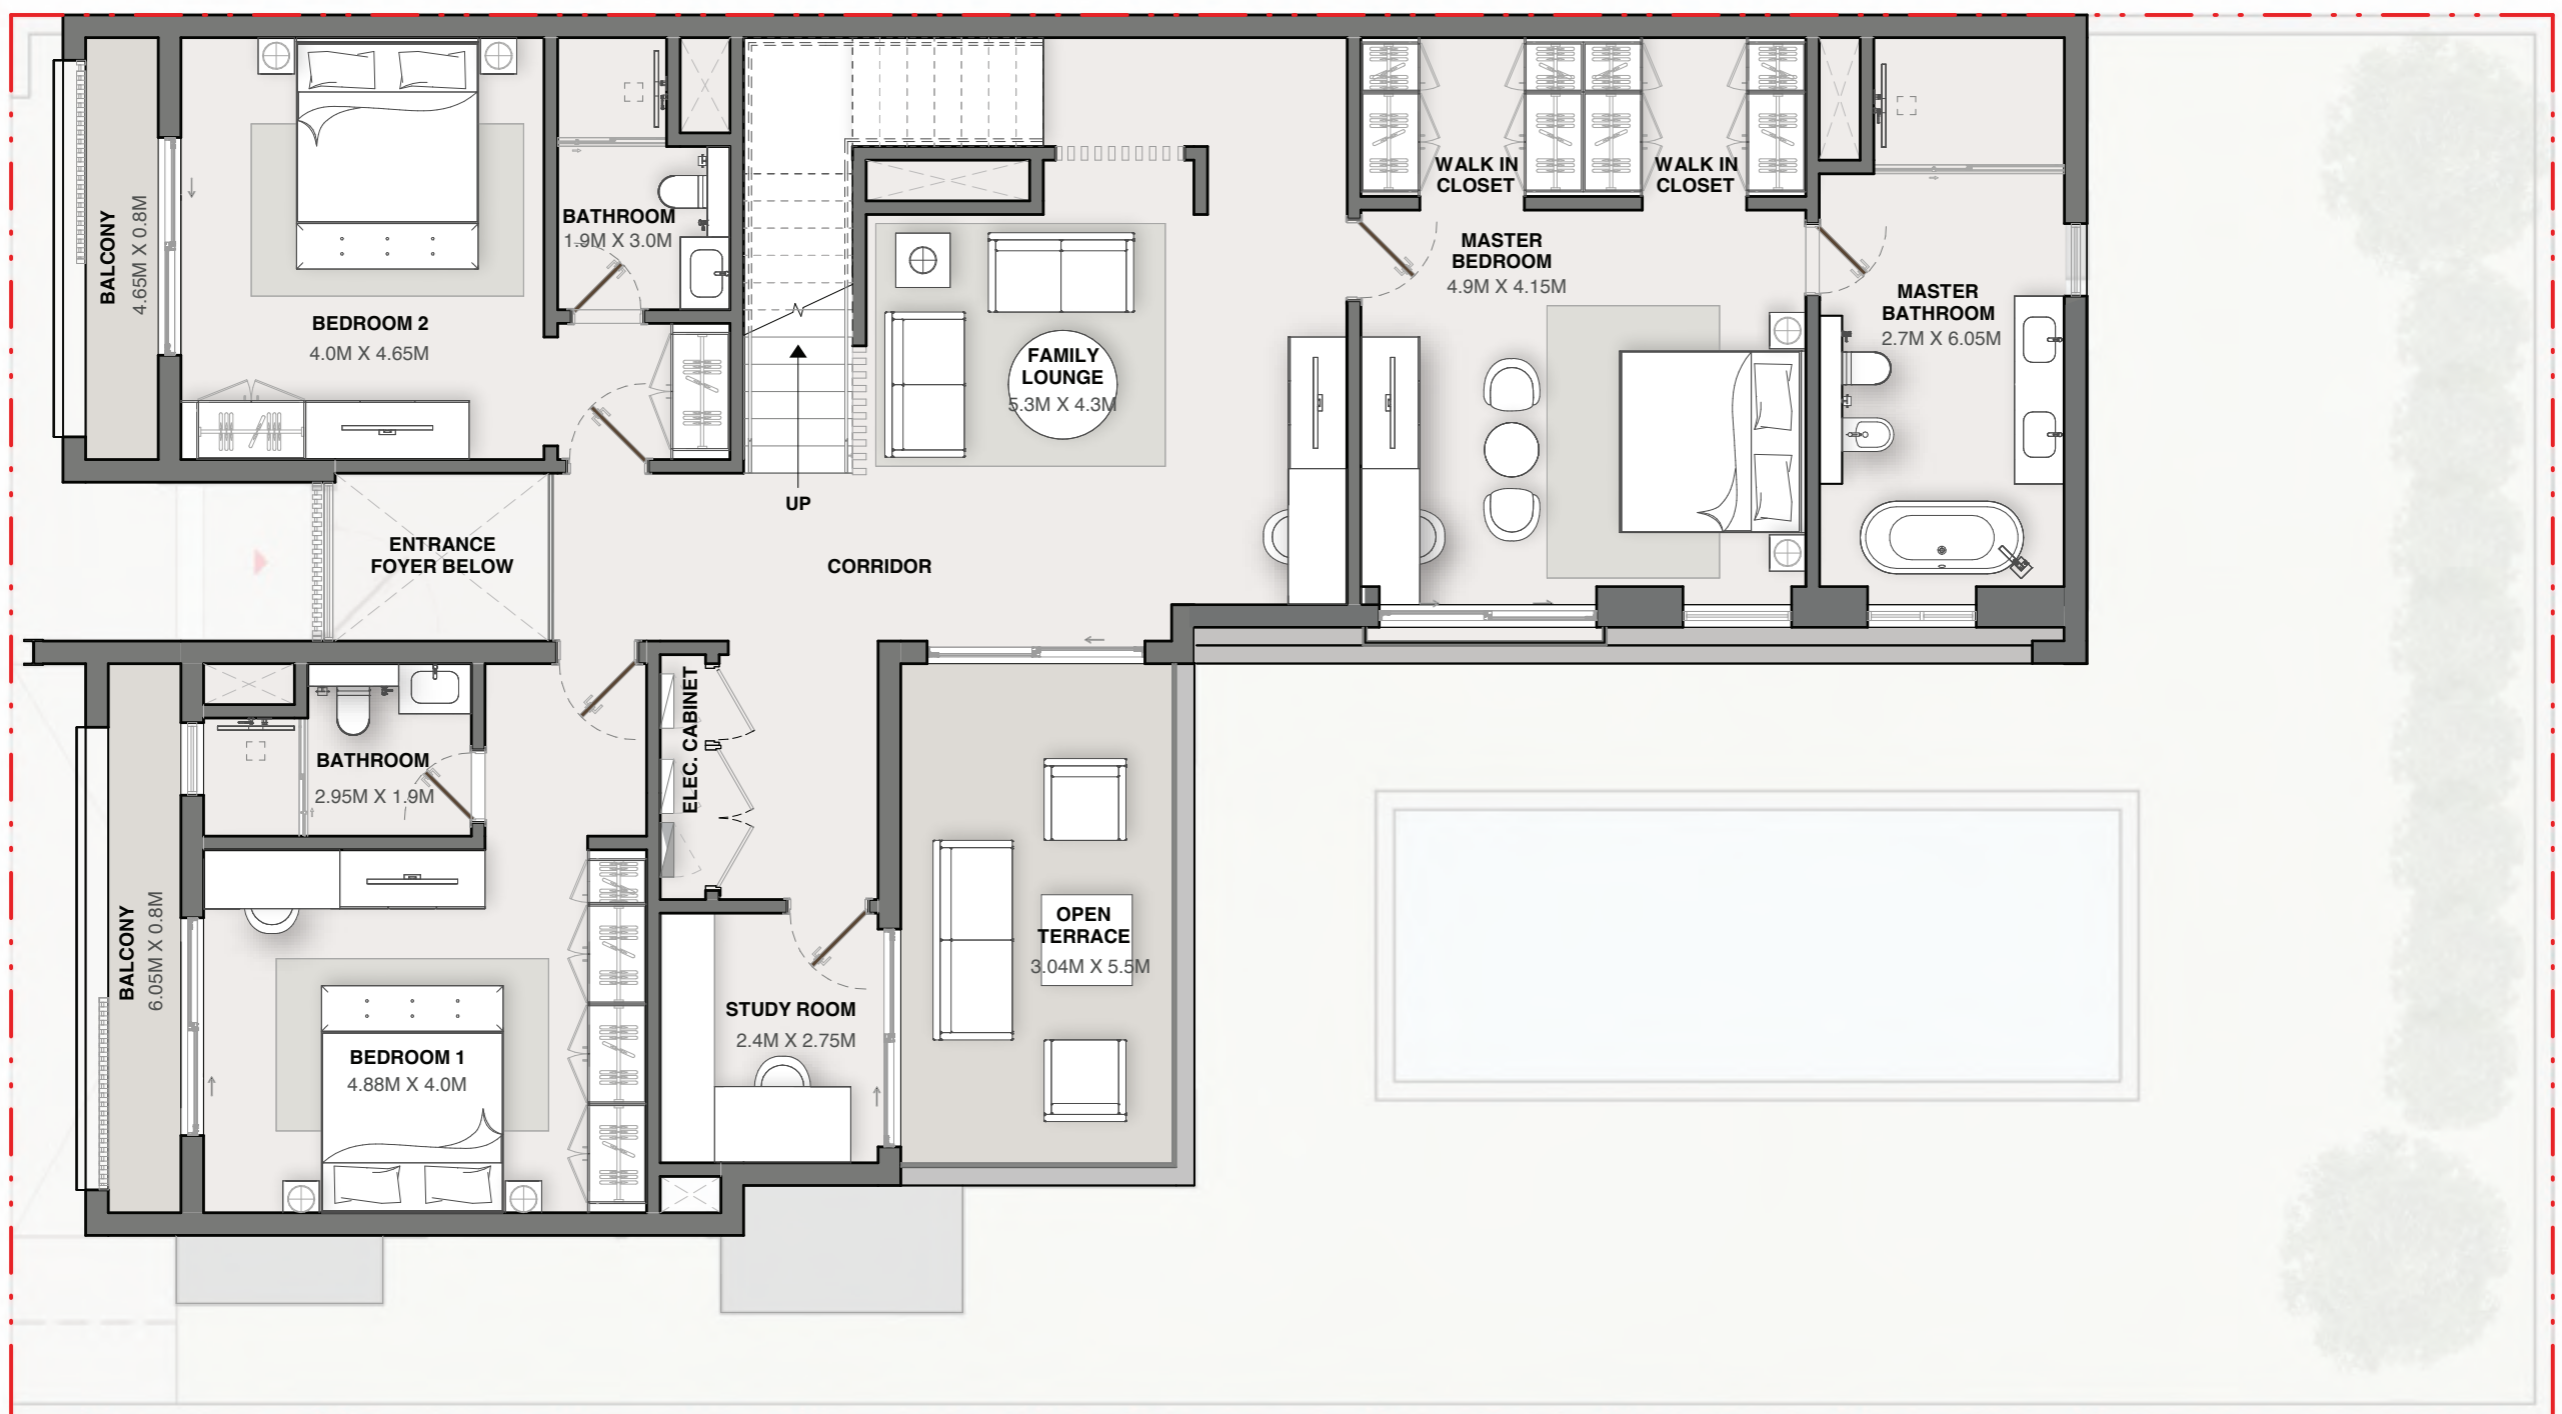 BALCONY
4.65M X 0.8M
BEDROOM 2
4.0M X 4.65M
BATHROOM
1.9M X 3.0M
UP
FAMILY
LOUNGE
5.3M X 4.3M
WALK IN
CLOSET
WALK IN
CLOSET
MASTER
BEDROOM
4.9M X 4.15M
MASTER
BATHROOM
2.7M X 6.05M
ENTRANCE
FOYER BELOW
CORRIDOR
BATHROOM
2.95M X 1.9M
ELEC. CABINET
BALCONY
6.05M X 0.8M
BEDROOM 1
4.88M X 4.0M
STUDY ROOM
2.4M X 2.75M
OPEN
TERRACE
3.04M X 5.5M